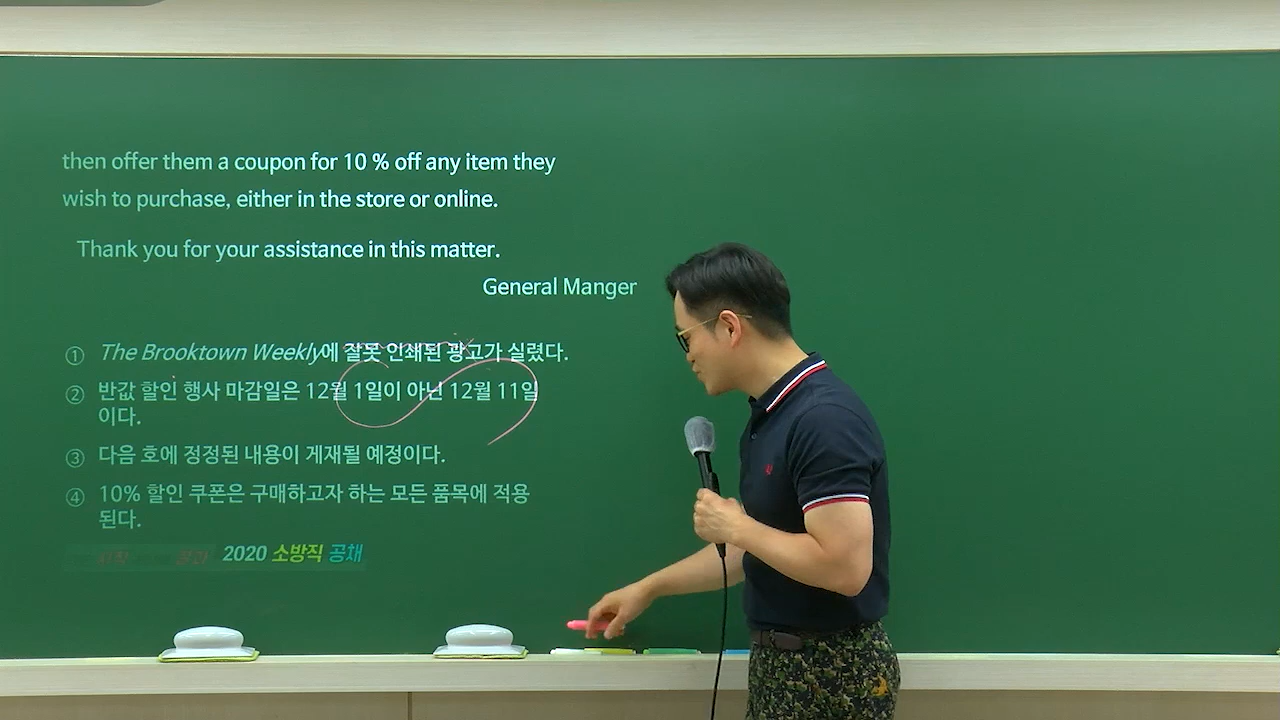 then offer them a coupon for 10 % off any item they
wish to purchase, either in the store or online.
Thank you for your assistance in this matter.
General Manger
① The Brooktown Weekly에 잘못 인쇄된 광고가 실렸다.
② 반값 할인 행사 마감일은 12월 1일이 아닌 12월 11일
이다.
③ 다음 호에 정정된 내용이 게재될 예정이다.
④ 10% 할인 쿠폰은 구매하고자 하는 모든 품목에 적용
된다.
2020 소방직 공채